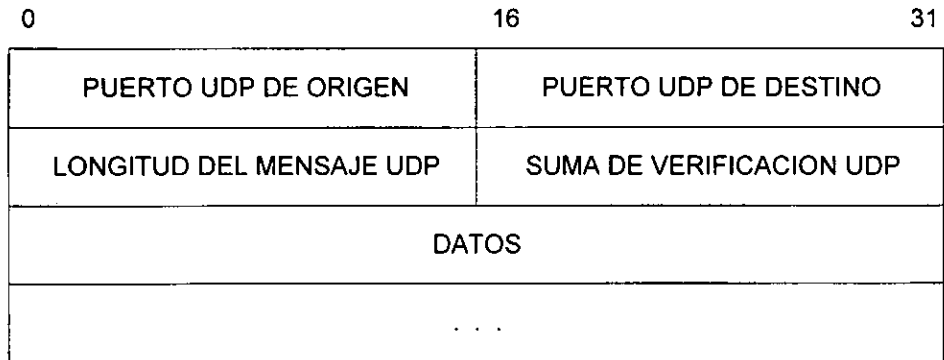 0 16 31
PUERTO UDP DE ORIGEN PUERTO UDP DE DESTINO
LONGITUD DEL MENSAJE UDP SUMA DE VERIFICACION UDP
DATOS
. . .